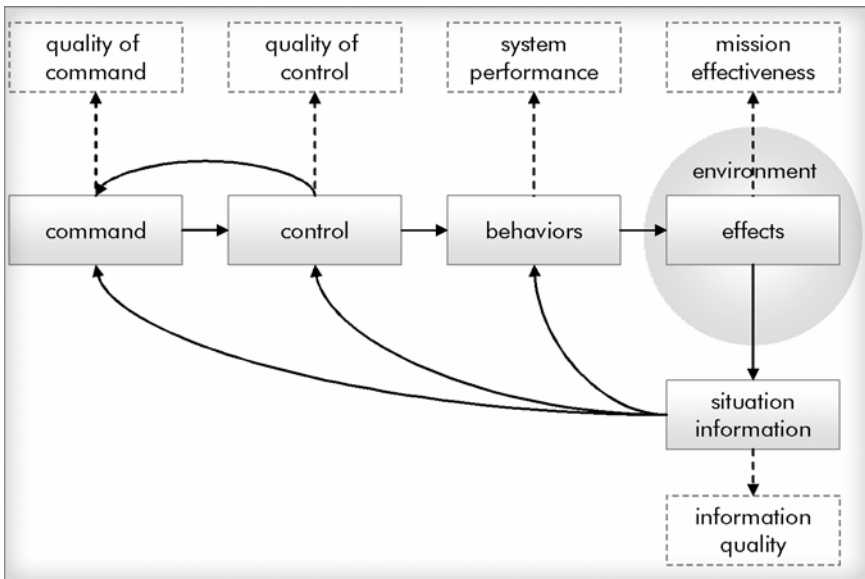 quality of
command
quality of
control
system
performance
mission
effectiveness
environment
command
control
behaviors
effects
situation
information
information
quality